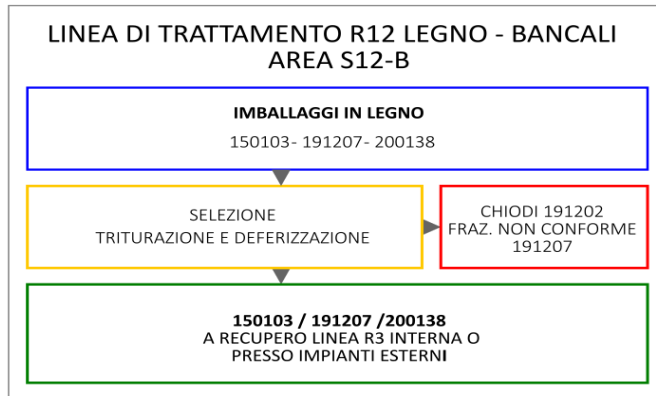 LINEA DI TRATTAMENTO R12 LEGNO - BANCALI
AREA S12-B
IMBALLAGGI IN LEGNO
150103- 191207- 200138
SELEZIONE
TRITURAZIONE E DEFERIZZAZIONE
CHIODI 191202
FRAZ. NON CONFORME
191207
150103 / 191207 /200138
A RECUPERO LINEA R3 INTERNA O
PRESSO IMPIANTI ESTERNI